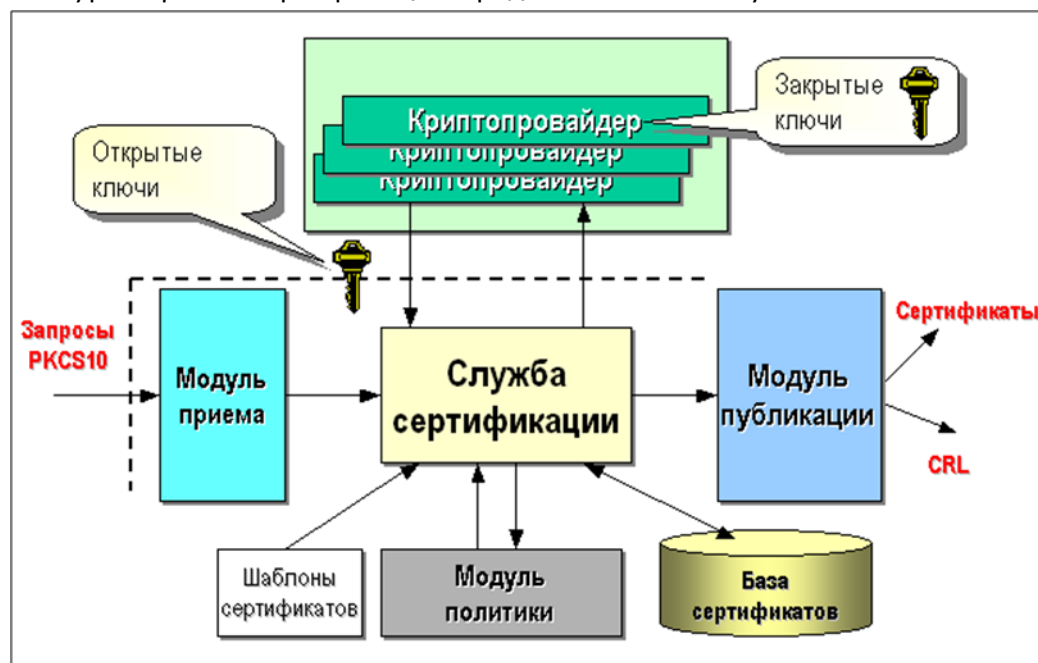 Криптопровайдер
Криптопровайдер
Криптопровайдер
Закрытые
ключи
Открытые
ключи
Запросы
PKCS10
Модуль
приема
Служба
сертификации
Модуль
публикации
Сертификаты
CRL
Шаблоны
сертификатов
Модуль
политики
База
сертификатов